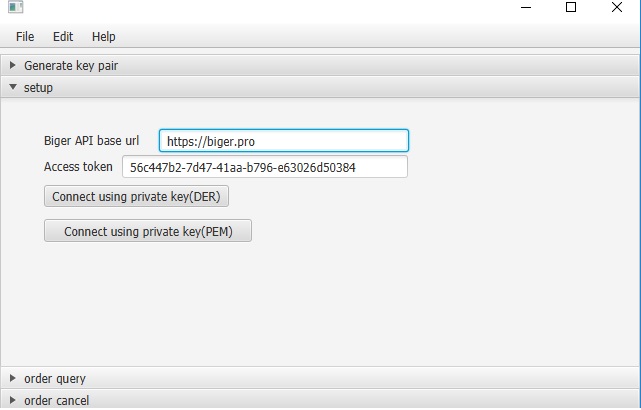 File Edit Help
Generate key pair
setup
Biger API base url https://biger.pro
Access token 56c447b2-7d47-41aa-b796-e63026d50384
Connect using private key(DER)
Connect using private key(PEM)
order query
order cancel